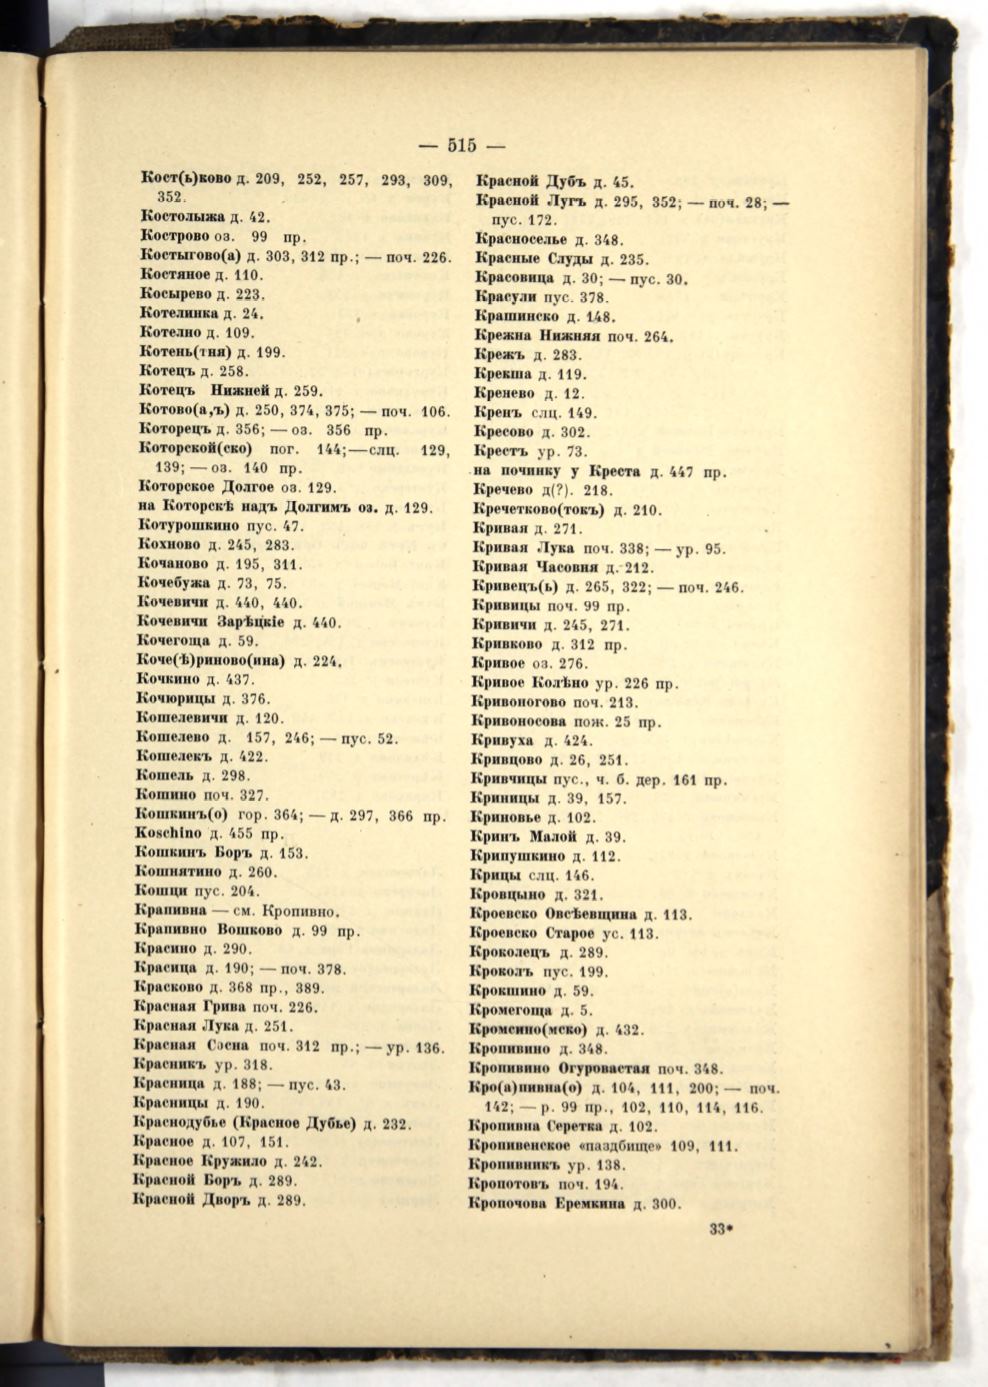 — 515 —
Кост(ь)ково д. 209, 252, 257, 293, 309,
352.
Костолыжа д. 42.
Кострово оз. 99 пр.
Костыгово(а) д. 303, 312 пр.; — поч. 226.
Костяное д. 110.
Косырево д. 223.
Котелинка д. 24.
Котелно д. 109.
Котень(тня) д. 199.
Котецъ д. 258.
Котецъ Нижней д. 259.
Котово(а,ъ) д. 250, 374, 375; — поч. 106.
Которецъ д. 356; — оз. 356 пр.
Которской(ско) пог. 144; — слц. 129,
139; — оз. 140 пр.
Которское Долгое оз. 129.
на Которскѣ надъ Долгимъ оз. д. 129.
Котурошкино пус. 47.
Кохново д. 245, 283.
Кочаново д. 195, 311.
Кочебужа д. 73, 75.
Кочевичи д. 440, 440.
Кочевичи Зарѣцкіе д. 440.
Кочегоща д. 59.
Коче(ѣ)риново(ина) д. 224.
Кочкино д. 437.
Кочюрицы д. 376.
Кошелевичи д. 120.
Кошелево д. 157, 246; — пус. 52.
Кошелекъ д. 422.
Кошель д. 298.
Кошино поч. 327.
Кошкинъ(о) гор. 364; — д. 297, 366 пр.
Koschino д. 455 пр.
Кошкинъ Боръ д. 153.
Кошнятино д. 260.
Кошци пус. 204.
Крапивна — см. Кропивно.
Крапивно Вошково д. 99 пр.
Красино д. 290.
Красица д. 190; — поч. 378.
Красково д. 368 пр., 389.
Красная Грива поч. 226.
Красная Лука д. 251.
Красная Сосна поч. 312 пр.; — ур. 136.
Красникъ ур. 318.
Красница д. 188; — пус. 43.
Красницы д. 190.
Краснодубье (Красное Дубье) д. 232.
Красное д. 107, 151.
Красное Кружило д. 242.
Красной Боръ д. 289.
Красной Дворъ д. 289.
Красной Дубъ д. 45.
Красной Лугъ д. 295, 352; — поч. 28; —
пус. 172.
Красноселье д. 348.
Красные Слуды д. 235.
Красовица д. 30; — пус. 30.
Красули пус. 378.
Крашинско д. 148.
Крежна Нижняя поч. 264.
Крежъ д. 283.
Крекша д. 119.
Кренево д. 12.
Кренъ слц. 149.
Кресово д. 302.
Крестъ ур. 73.
на починку у Креста д. 447 пр.
Кречево д(?). 218.
Кречетково(токъ) д. 210.
Кривая д. 271.
Кривая Лука поч. 338; — ур. 95.
Кривая Часовня д. 212.
Кривецъ(ь) д. 265, 322; — поч. 246.
Кривицы поч. 99 пр.
Кривичи д. 245, 271.
Кривково д. 312 пр.
Кривое оз. 276.
Кривое Колѣно ур. 226 пр.
Кривоногово поч. 213.
Кривоносова пож. 25 пр.
Кривуха д. 424.
Кривцово д. 26, 251.
Кривчицы пус., ч. б. дер. 161 пр.
Криницы д. 39, 157.
Криновье д. 102.
Кринъ Малой д. 39.
Крипушкино д. 112.
Крицы слц. 146.
Кровцыно д. 321.
Кроевско Овсѣевщина д. 113.
Кроевско Старое ус. 113.
Кроколецъ д. 289.
Кроколъ пус. 199.
Крокшино д. 59.
Кромегоща д. 5.
Кромсино(мско) д. 432.
Кропивино д. 348.
Кропивино Огуроватая поч. 348.
Кро(а)пивна(о) д. 104, 111, 200; — поч.
142; — р. 99 пр., 102, 110, 114, 116.
Кропивна Серетка д. 102.
Кропивенское «паздбище» 109, 111.
Кропивникъ ур. 138.
Кропотовъ поч. 194.
Кропочова Еремкина д. 300.
33*